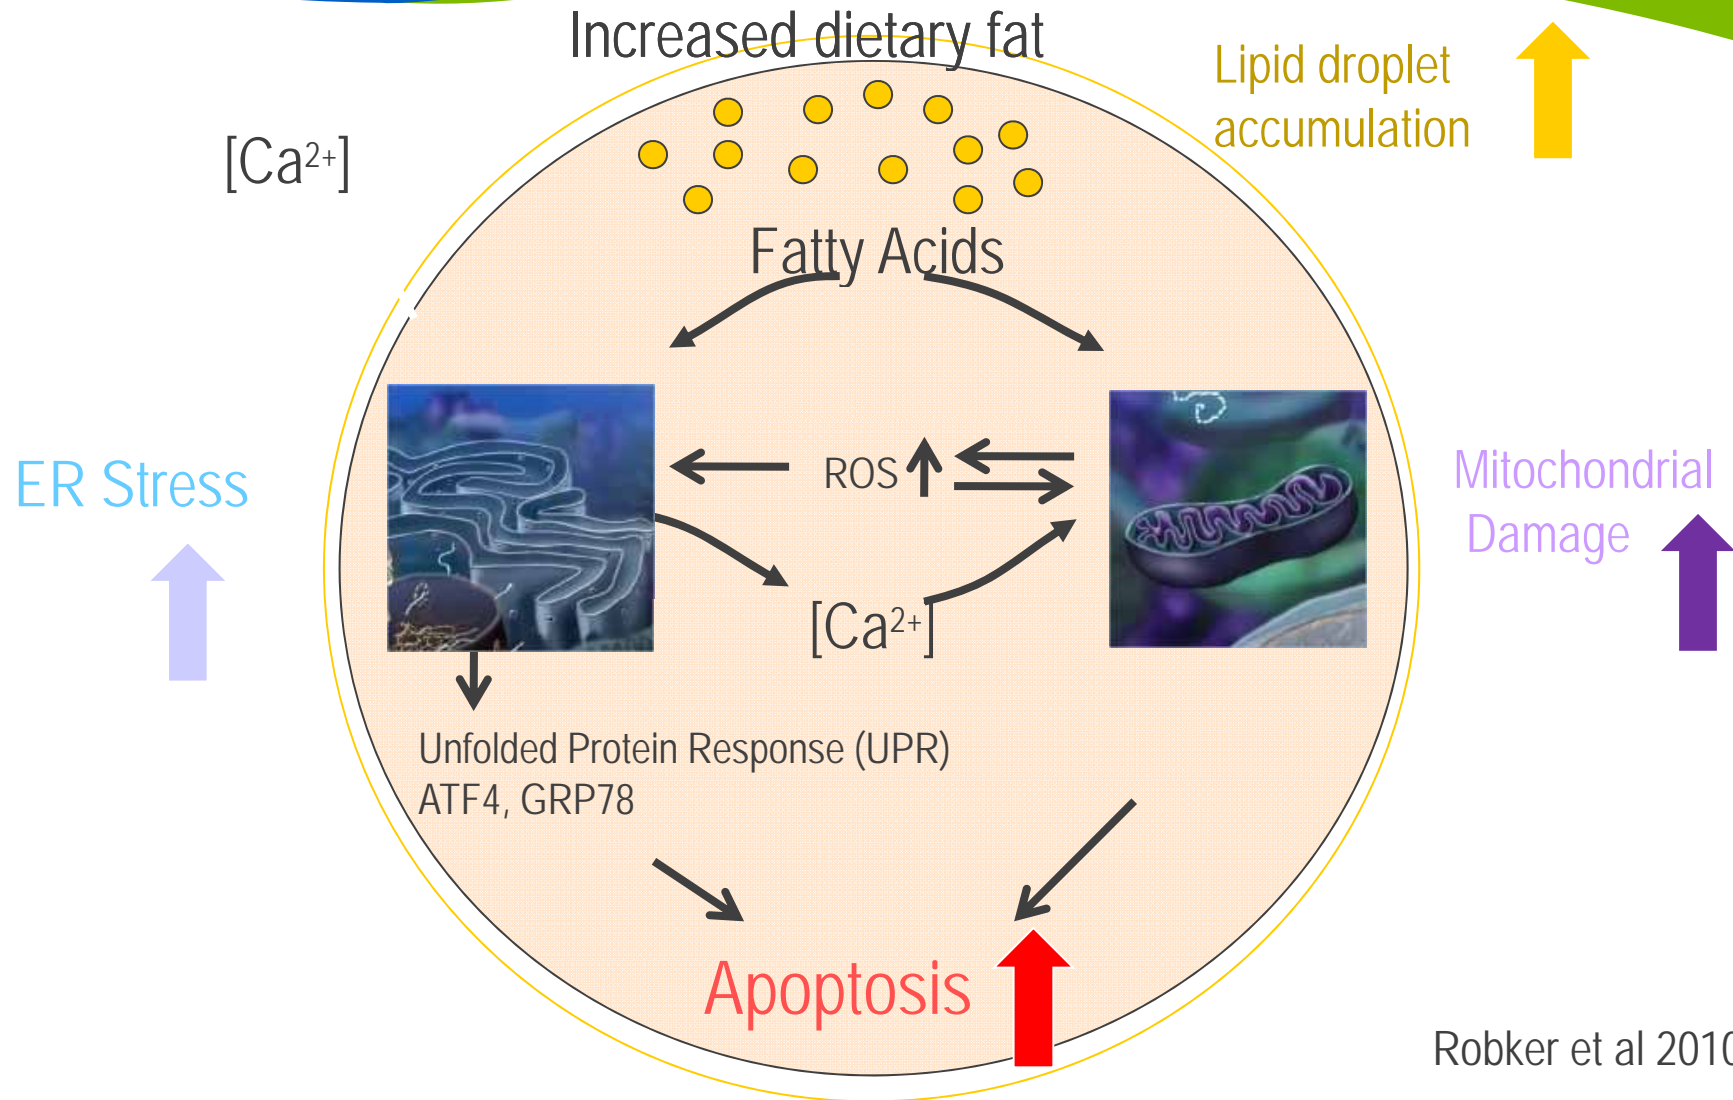 Increased dietary fat
Lipid droplet
accumulation
[Ca²⁺]
Fatty Acids
ER Stress
ROS
Mitochondrial
Damage
[Ca²⁺]
Unfolded Protein Response (UPR)
ATF4, GRP78
Apoptosis
Robker et al 2010